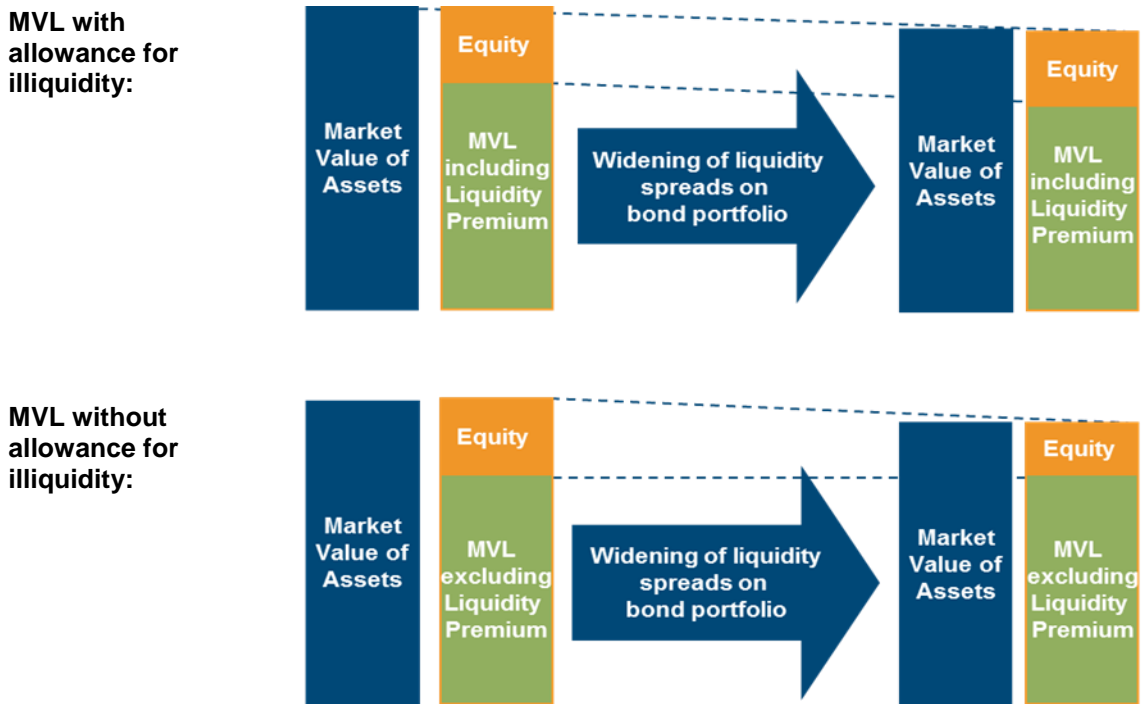 MVL with
allowance for
illiquidity:
Market
Value of
Assets
Equity
MVL
including
Liquidity
Premium
Widening of liquidity
spreads on
bond portfolio
Market
Value of
Assets
Equity
MVL
including
Liquidity
Premium
MVL without
allowance for
illiquidity:
Market
Value of
Assets
Equity
MVL
excluding
Liquidity
Premium
Widening of liquidity
spreads on
bond portfolio
Market
Value of
Assets
Equity
MVL
excluding
Liquidity
Premium